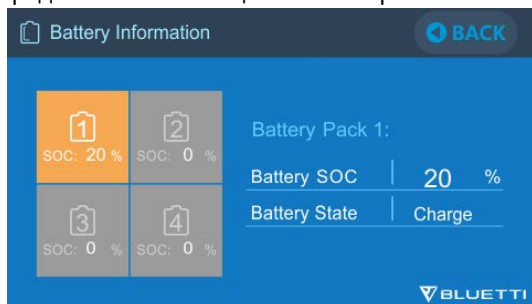 Battery Information
BACK
1
SOC: 20 %
2
SOC: 0 %
Battery Pack 1:
Battery SOC 20 %
Battery State Charge
3
SOC: 0 %
4
SOC: 0 %
BLUETTI